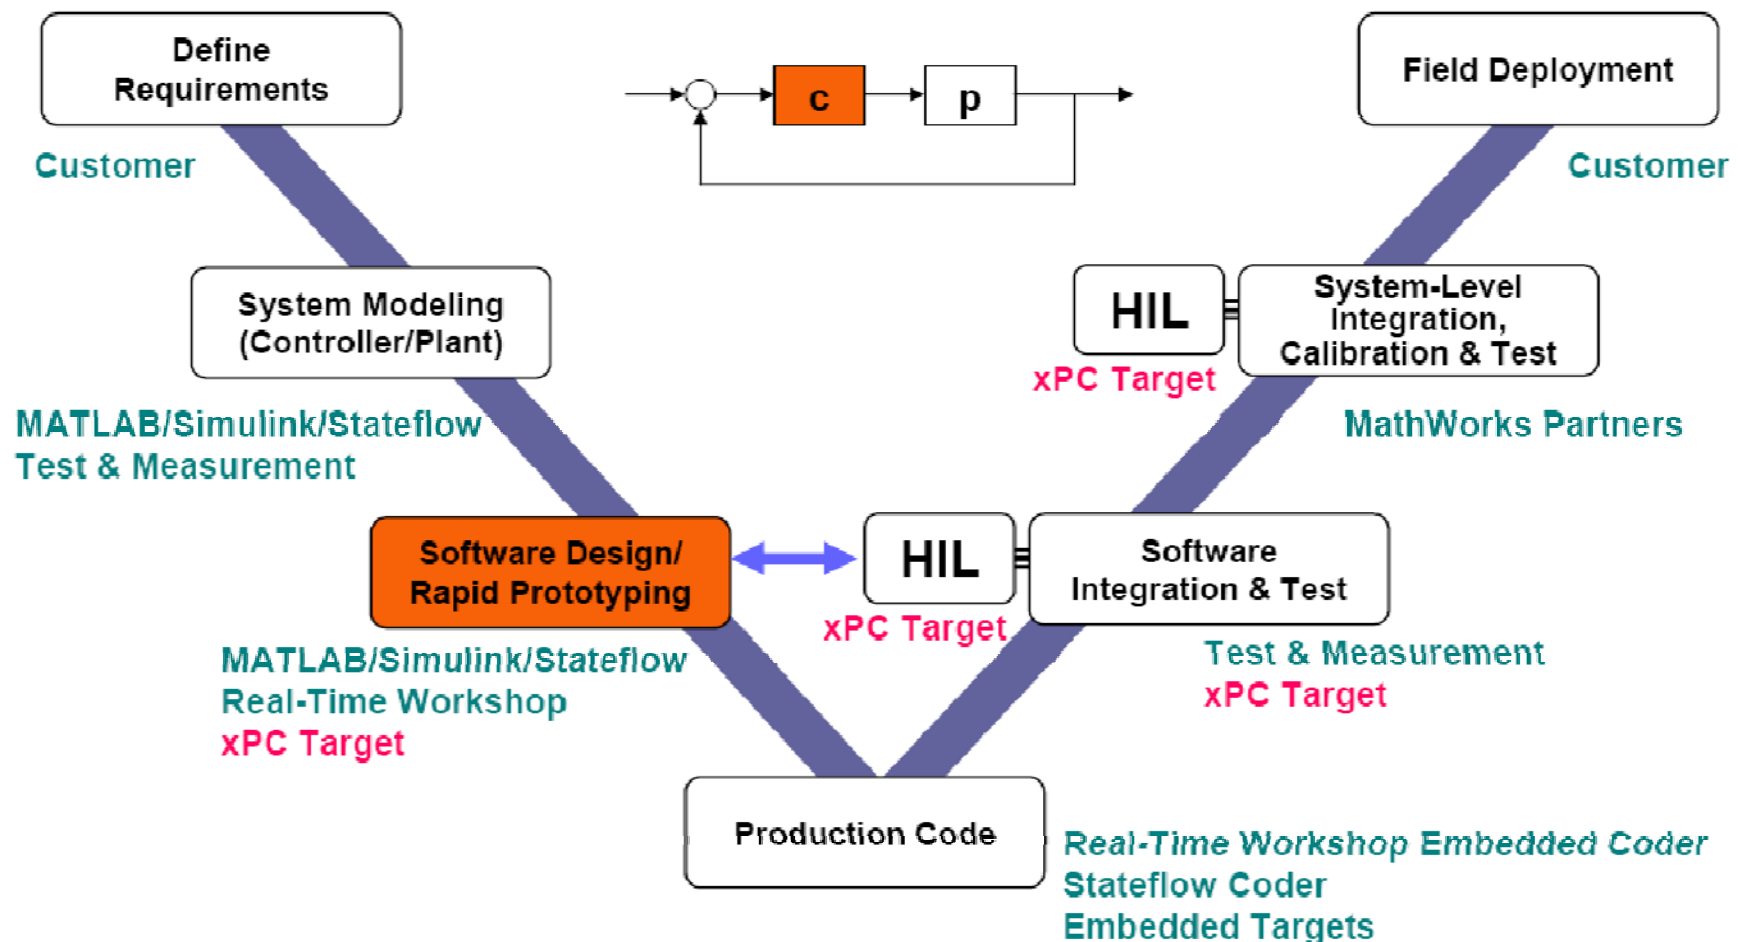 Define
Requirements
Customer
c
p
Field Deployment
Customer
System Modeling
(Controller/Plant)
MATLAB/Simulink/Stateflow
Test & Measurement
HIL
xPC Target
System-Level
Integration,
Calibration & Test
MathWorks Partners
Software Design/
Rapid Prototyping
MATLAB/Simulink/Stateflow
Real-Time Workshop
xPC Target
HIL
xPC Target
Software
Integration & Test
Test & Measurement
xPC Target
Production Code
Real-Time Workshop Embedded Coder
Stateflow Coder
Embedded Targets